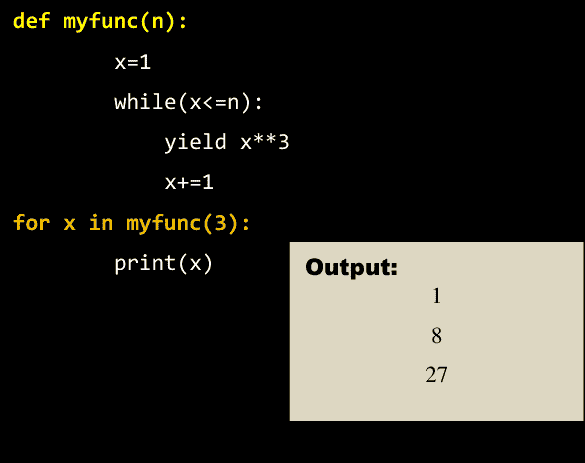 def myfunc(n):
x=1
while(x<=n):
yield x**3
x+=1
for x in myfunc(3):
print(x)
Output:
1
8
27